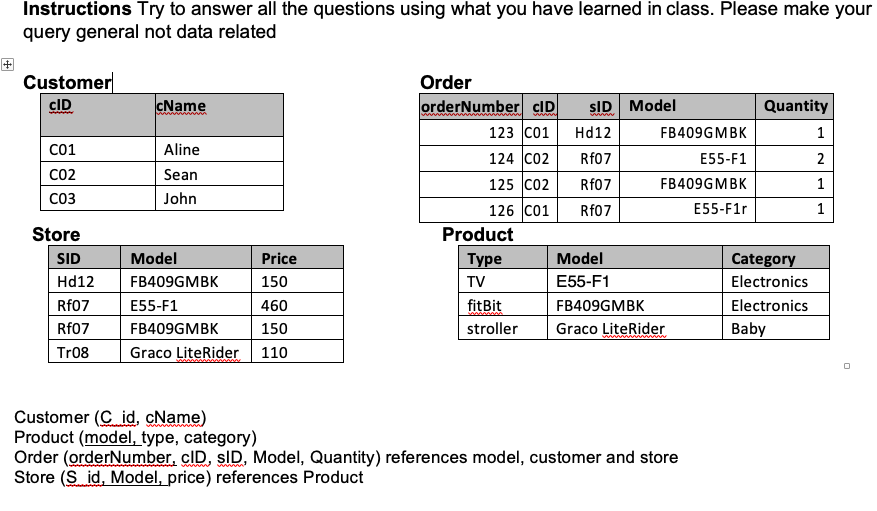 Instructions Try to answer all the questions using what you have learned in class. Please make your
query general not data related
Customer
cID cName
C01 Aline
C02 Sean
C03 John
Order
orderNumber cID sID Model Quantity
123 C01 Hd12 FB409GMBK 1
124 C02 Rf07 E55-F1 2
125 C02 Rf07 FB409GMBK 1
126 C01 Rf07 E55-F1r 1
Store
SID Model Price
Hd12 FB409GMBK 150
Rf07 E55-F1 460
Rf07 FB409GMBK 150
Tr08 Graco LiteRider 110
Product
Type Model Category
TV E55-F1 Electronics
fitBit FB409GMBK Electronics
stroller Graco LiteRider Baby
Customer (C_id, cName)
Product (model, type, category)
Order (orderNumber, cID, sID, Model, Quantity) references model, customer and store
Store (S_id, Model, price) references Product